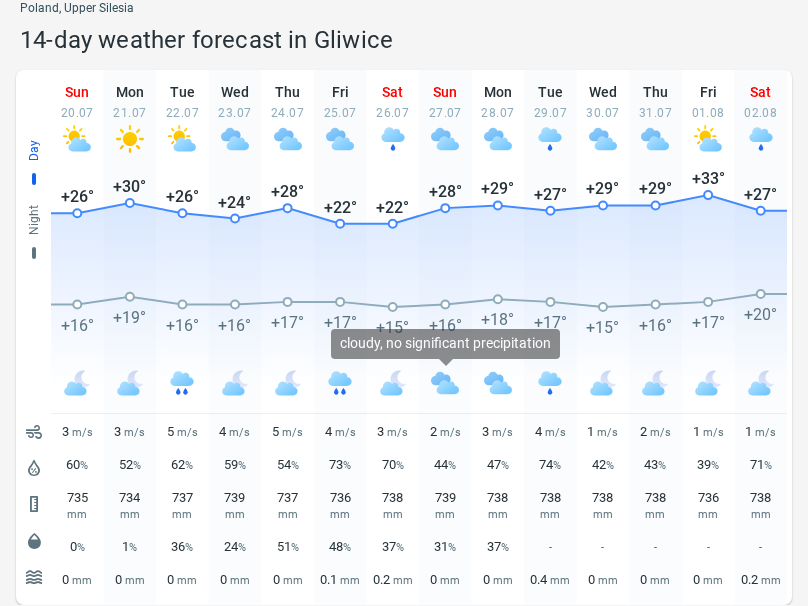 Poland, Upper Silesia
14-day weather forecast in Gliwice
Sun Mon Tue Wed Thu Fri Sat Sun Mon Tue Wed Thu Fri Sat
20.07 21.07 22.07 23.07 24.07 25.07 26.07 27.07 28.07 29.07 30.07 31.07 01.08 02.08
Day
+26° +30° +26° +24° +28° +22° +22° +28° +29° +27° +29° +29° +33° +27°
Night
+16° +19° +16° +16° +17° +17° +15° +16° +18° +17° +15° +16° +17° +20°
cloudy, no significant precipitation
3 m/s 3 m/s 5 m/s 4 m/s 5 m/s 4 m/s 3 m/s 2 m/s 3 m/s 4 m/s 1 m/s 2 m/s 1 m/s 1 m/s
60% 52% 62% 59% 54% 73% 70% 44% 47% 74% 42% 43% 39% 71%
735 734 737 739 737 736 738 739 738 738 738 738 736 738
mm mm mm mm mm mm mm mm mm mm mm mm mm mm
0% 1% 36% 24% 51% 48% 37% 31% 37% - - - - -
0 mm 0 mm 0 mm 0 mm 0 mm 0.1 mm 0.2 mm 0 mm 0 mm 0.4 mm 0 mm 0 mm 0 mm 0.2 mm